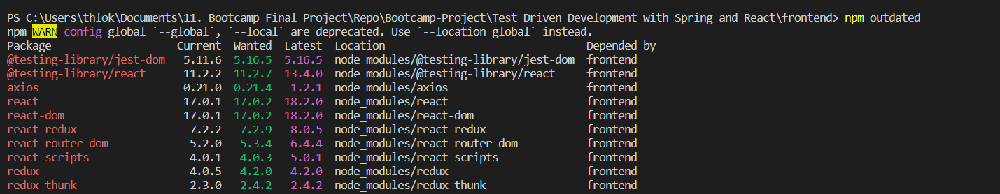 PS C:\Users\thlok\Documents\11. Bootcamp Final Project\Repo\Bootcamp-Project\Test Driven Development with Spring and React\frontend> npm outdated
npm WARN config global `--global`, `--local` are deprecated. Use `--location=global` instead.
Package Current Wanted Latest Location Depended by
@testing-library/jest-dom 5.11.6 5.16.5 5.16.5 node_modules/@testing-library/jest-dom frontend
@testing-library/react 11.2.2 11.2.7 13.4.0 node_modules/@testing-library/react frontend
axios 0.21.0 0.21.4 1.2.1 node_modules/axios frontend
react 17.0.1 17.0.2 18.2.0 node_modules/react frontend
react-dom 17.0.1 17.0.2 18.2.0 node_modules/react-dom frontend
react-redux 7.2.2 7.2.9 8.0.5 node_modules/react-redux frontend
react-router-dom 5.2.0 5.3.4 6.4.4 node_modules/react-router-dom frontend
react-scripts 4.0.1 4.0.3 5.0.1 node_modules/react-scripts frontend
redux 4.0.5 4.2.0 4.2.0 node_modules/redux frontend
redux-thunk 2.3.0 2.4.2 2.4.2 node_modules/redux-thunk frontend